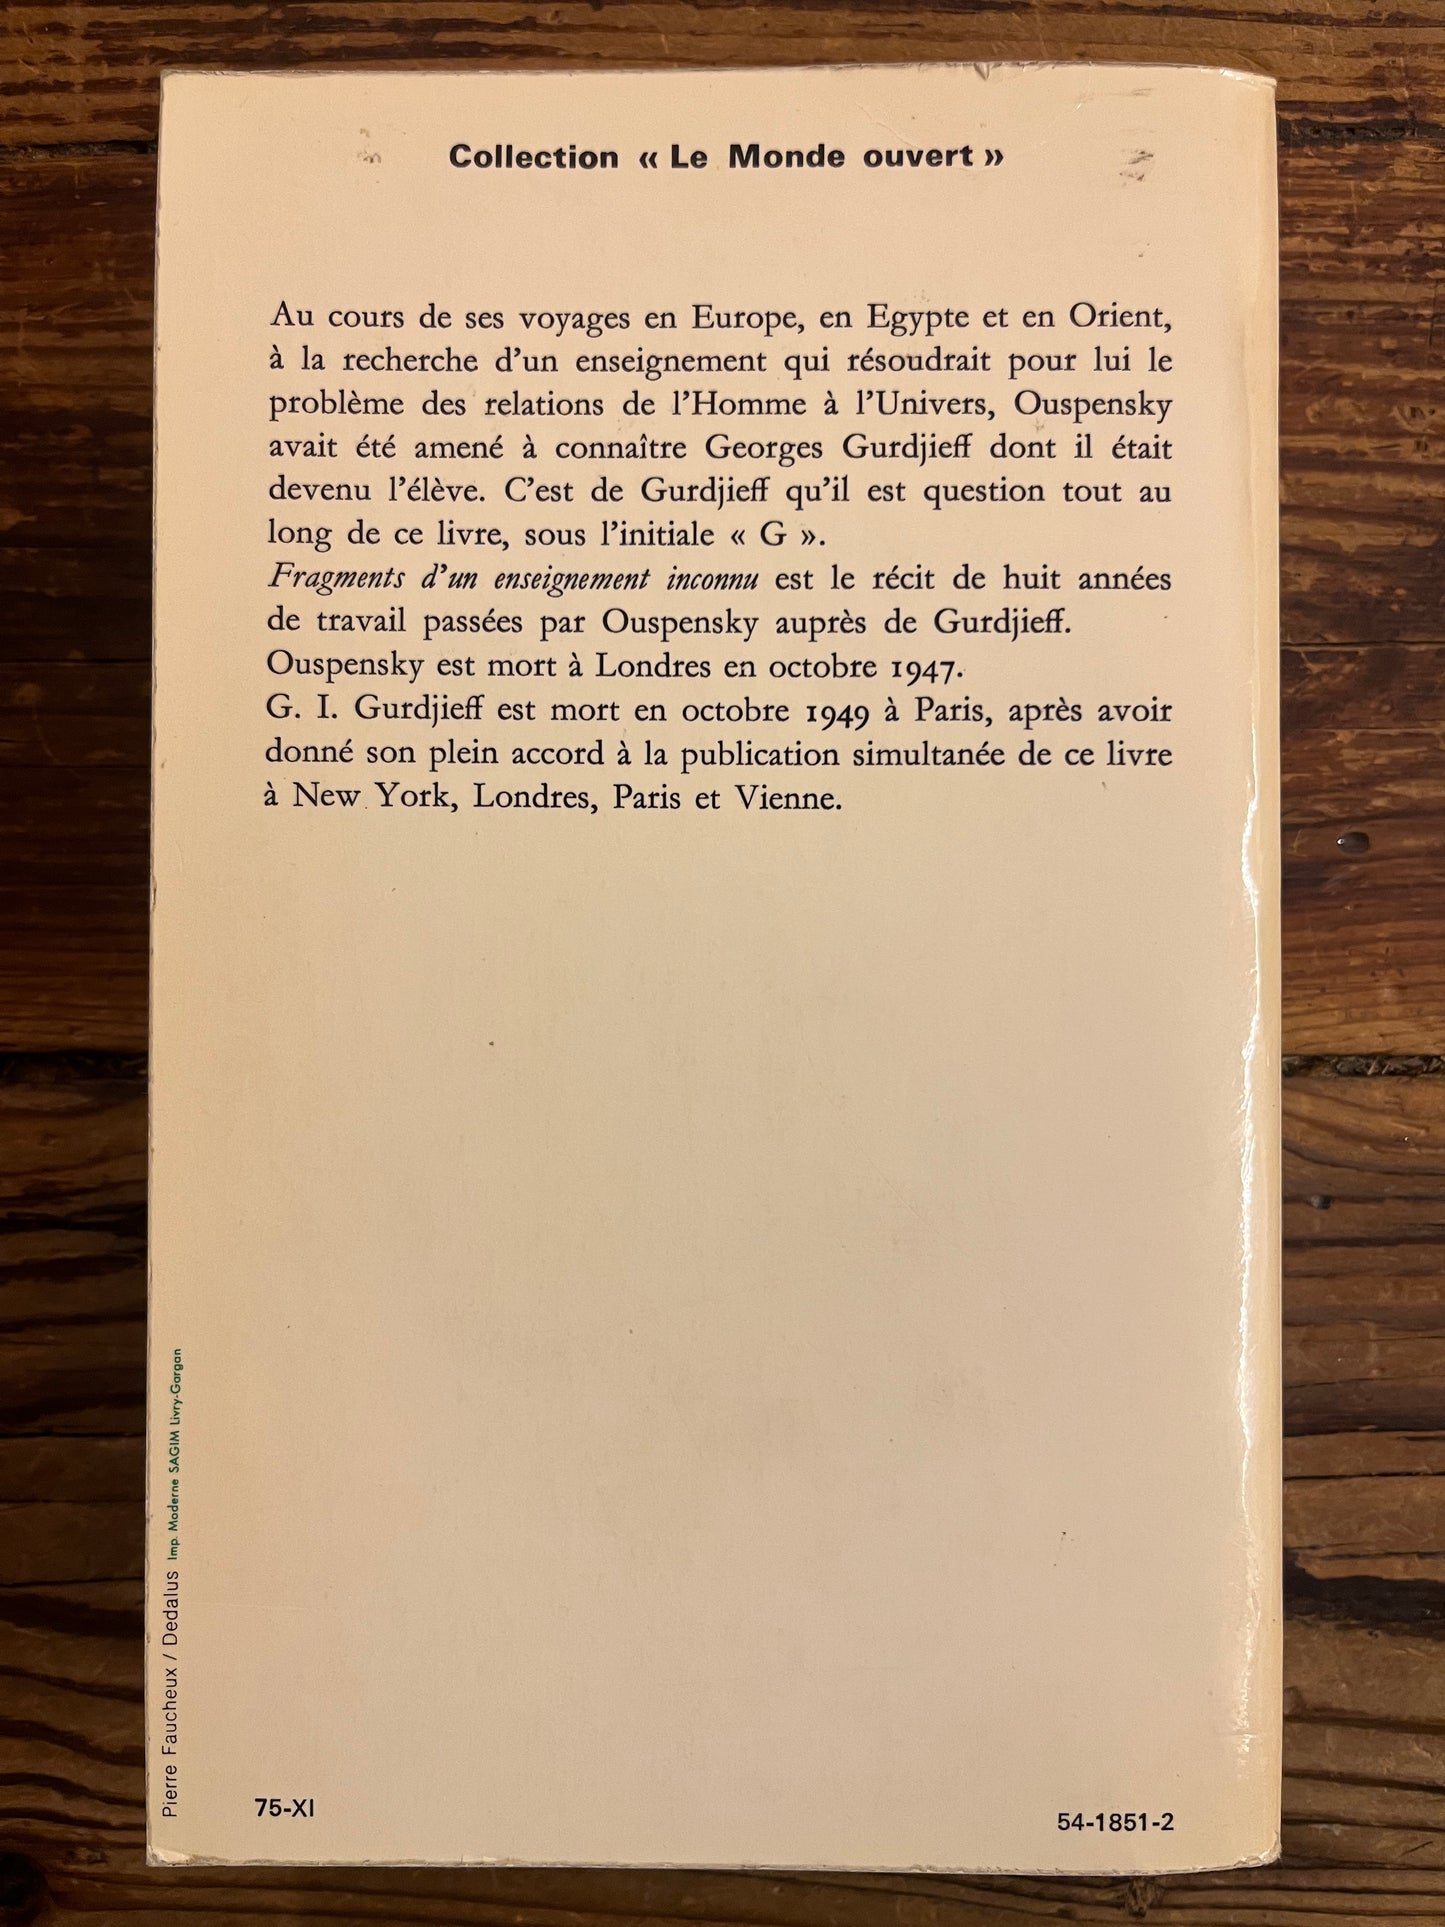 Collection « Le Monde ouvert »
Au cours de ses voyages en Europe, en Egypte et en Orient,
à la recherche d’un enseignement qui résoudrait pour lui le
problème des relations de l’Homme à l’Univers, Ouspensky
avait été amené à connaître Georges Gurdjieff dont il était
devenu l’élève. C’est de Gurdjieff qu’il est question tout au
long de ce livre, sous l’initiale « G ».
Fragments d’un enseignement inconnu est le récit de huit années
de travail passées par Ouspensky auprès de Gurdjieff.
Ouspensky est mort à Londres en octobre 1947.
G. I. Gurdjieff est mort en octobre 1949 à Paris, après avoir
donné son plein accord à la publication simultanée de ce livre
à New York, Londres, Paris et Vienne.
Pierre Faucheux / Dedalus Imp. Moderne SAGIM Livry-Gargan
75-XI
54-1851-2